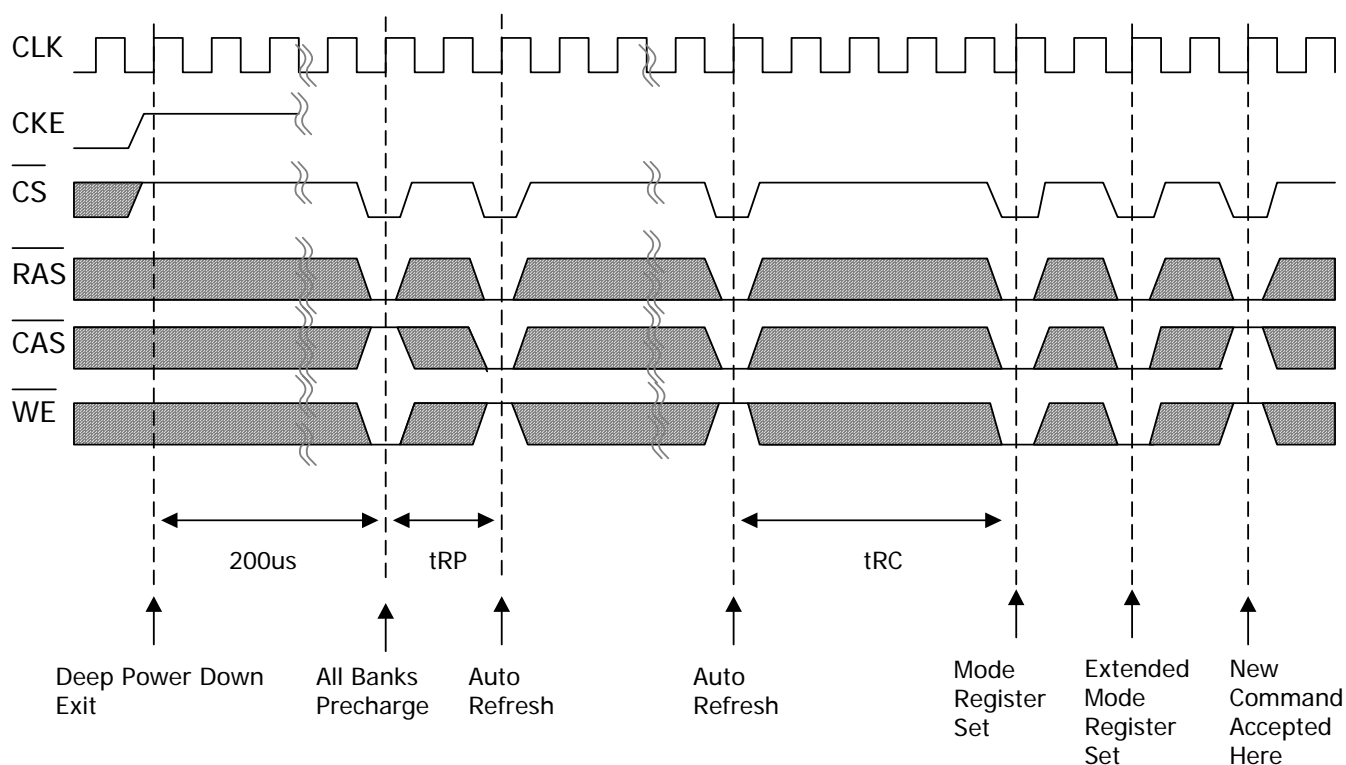 CLK
CKE
CS
RAS
CAS
WE
200us
tRP
tRC
Deep Power Down
Exit
All Banks
Precharge
Auto
Refresh
Auto
Refresh
Mode
Register
Set
Extended
Mode
Register
Set
New
Command
Accepted
Here